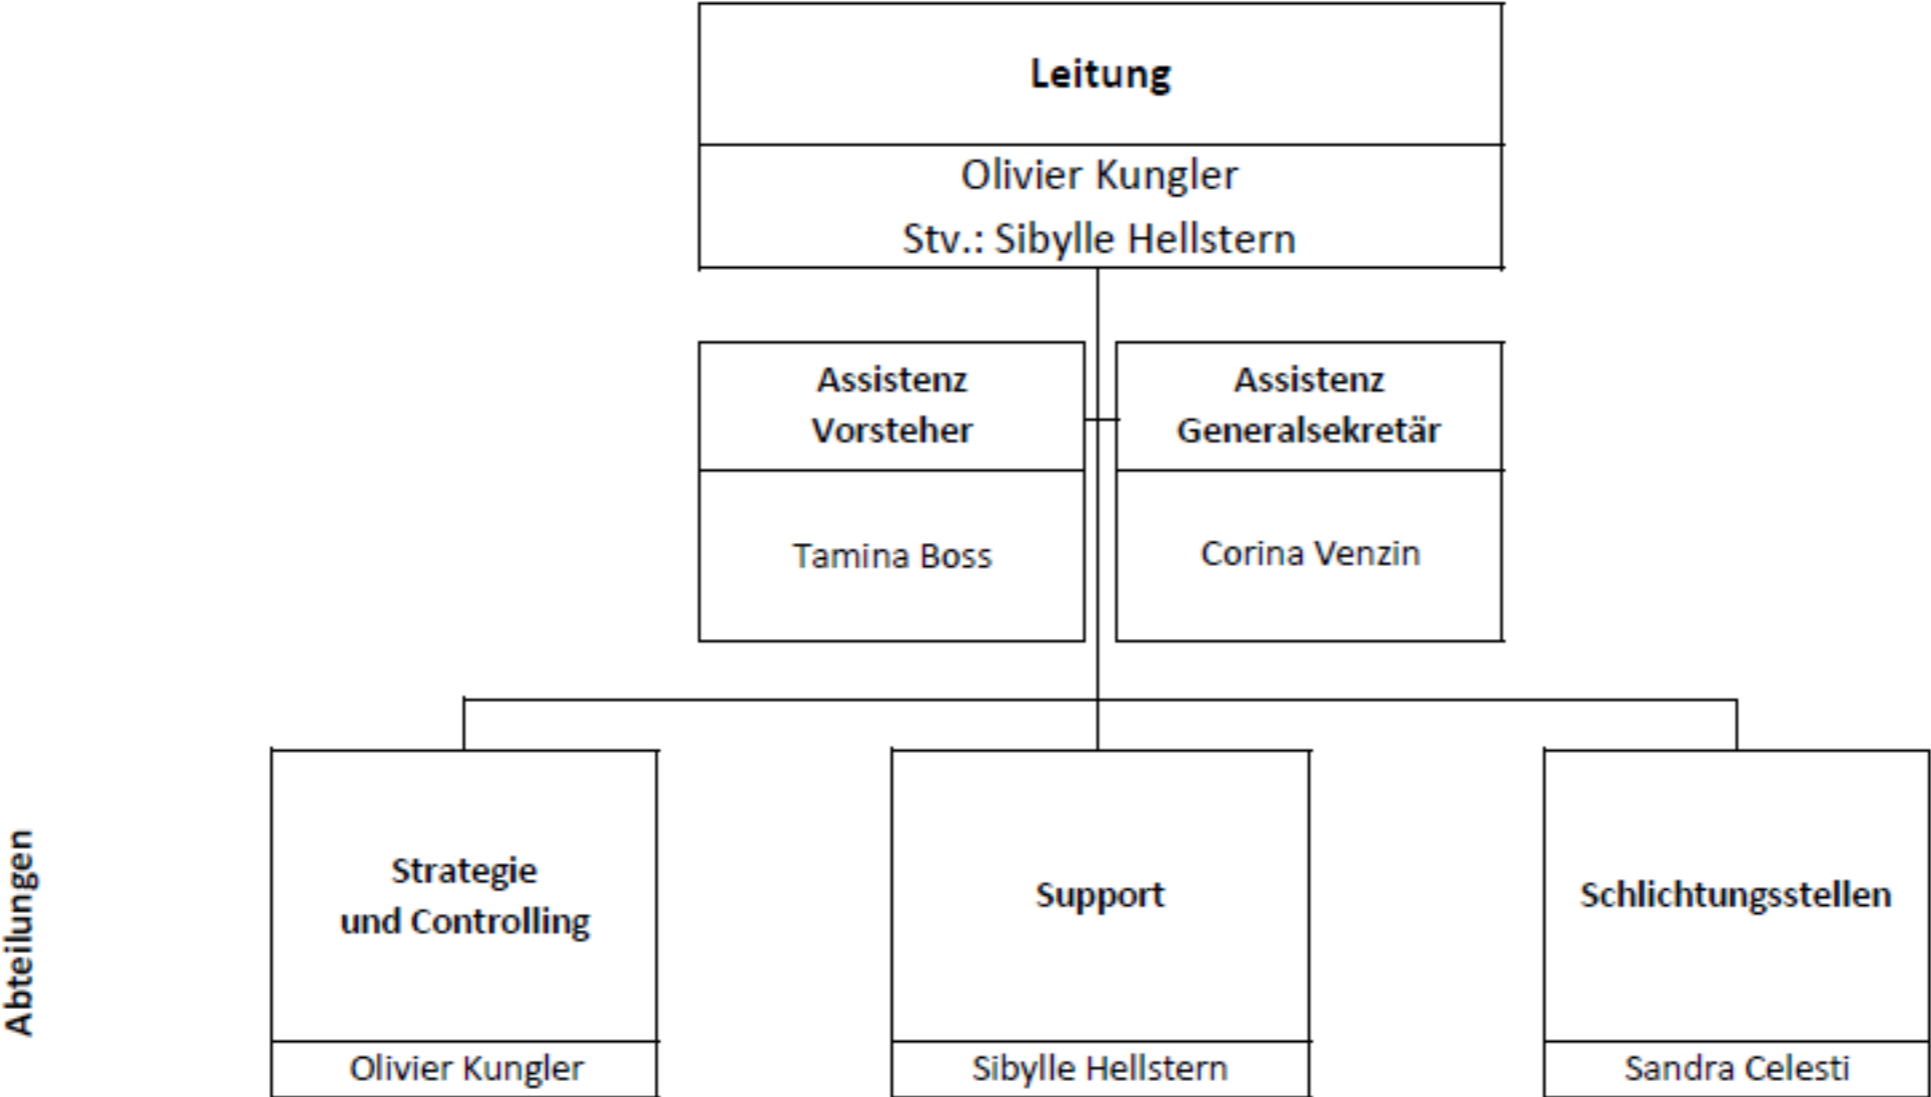 Leitung
Olivier Kungler
Stv.: Sibylle Hellstern
Assistenz
Vorsteher
Tamina Boss
Assistenz
Generalsekretär
Corina Venzin
Abteilungen
Strategie
und Controlling
Olivier Kungler
Support
Sibylle Hellstern
Schlichtungsstellen
Sandra Celesti